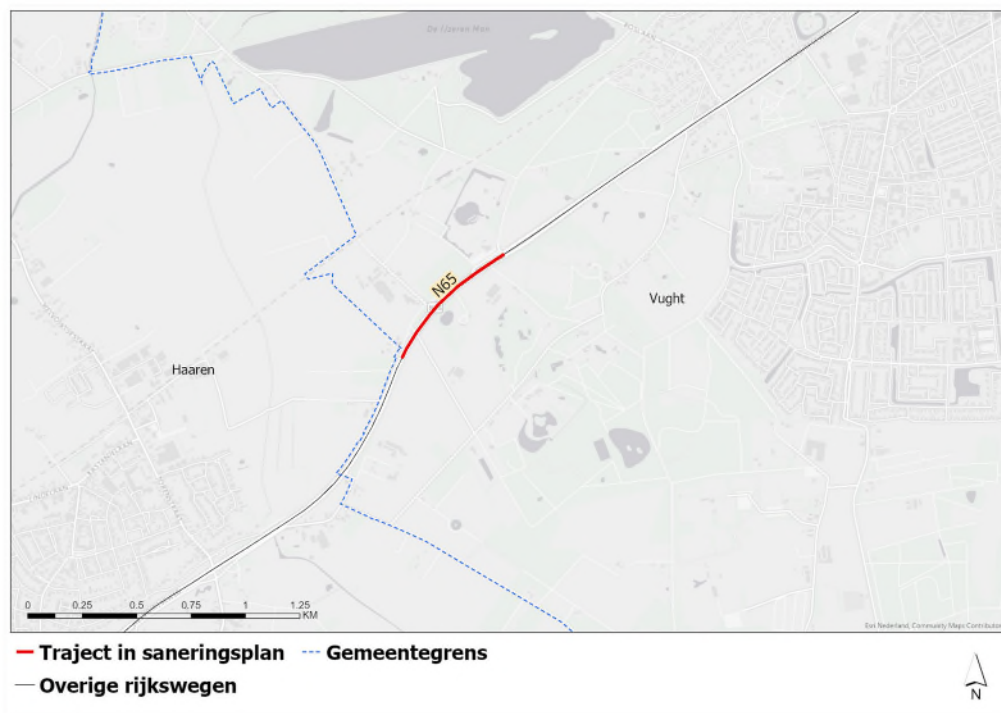 De IJzeren Man
BOSLAAN
N65
Vught
Haaren
0 0.25 0.5 0.75 1 1.25
KM
Esri Nederland, Community Maps Contributors
Traject in saneringsplan
Gemeentegrens
Overige rijkswegen
N